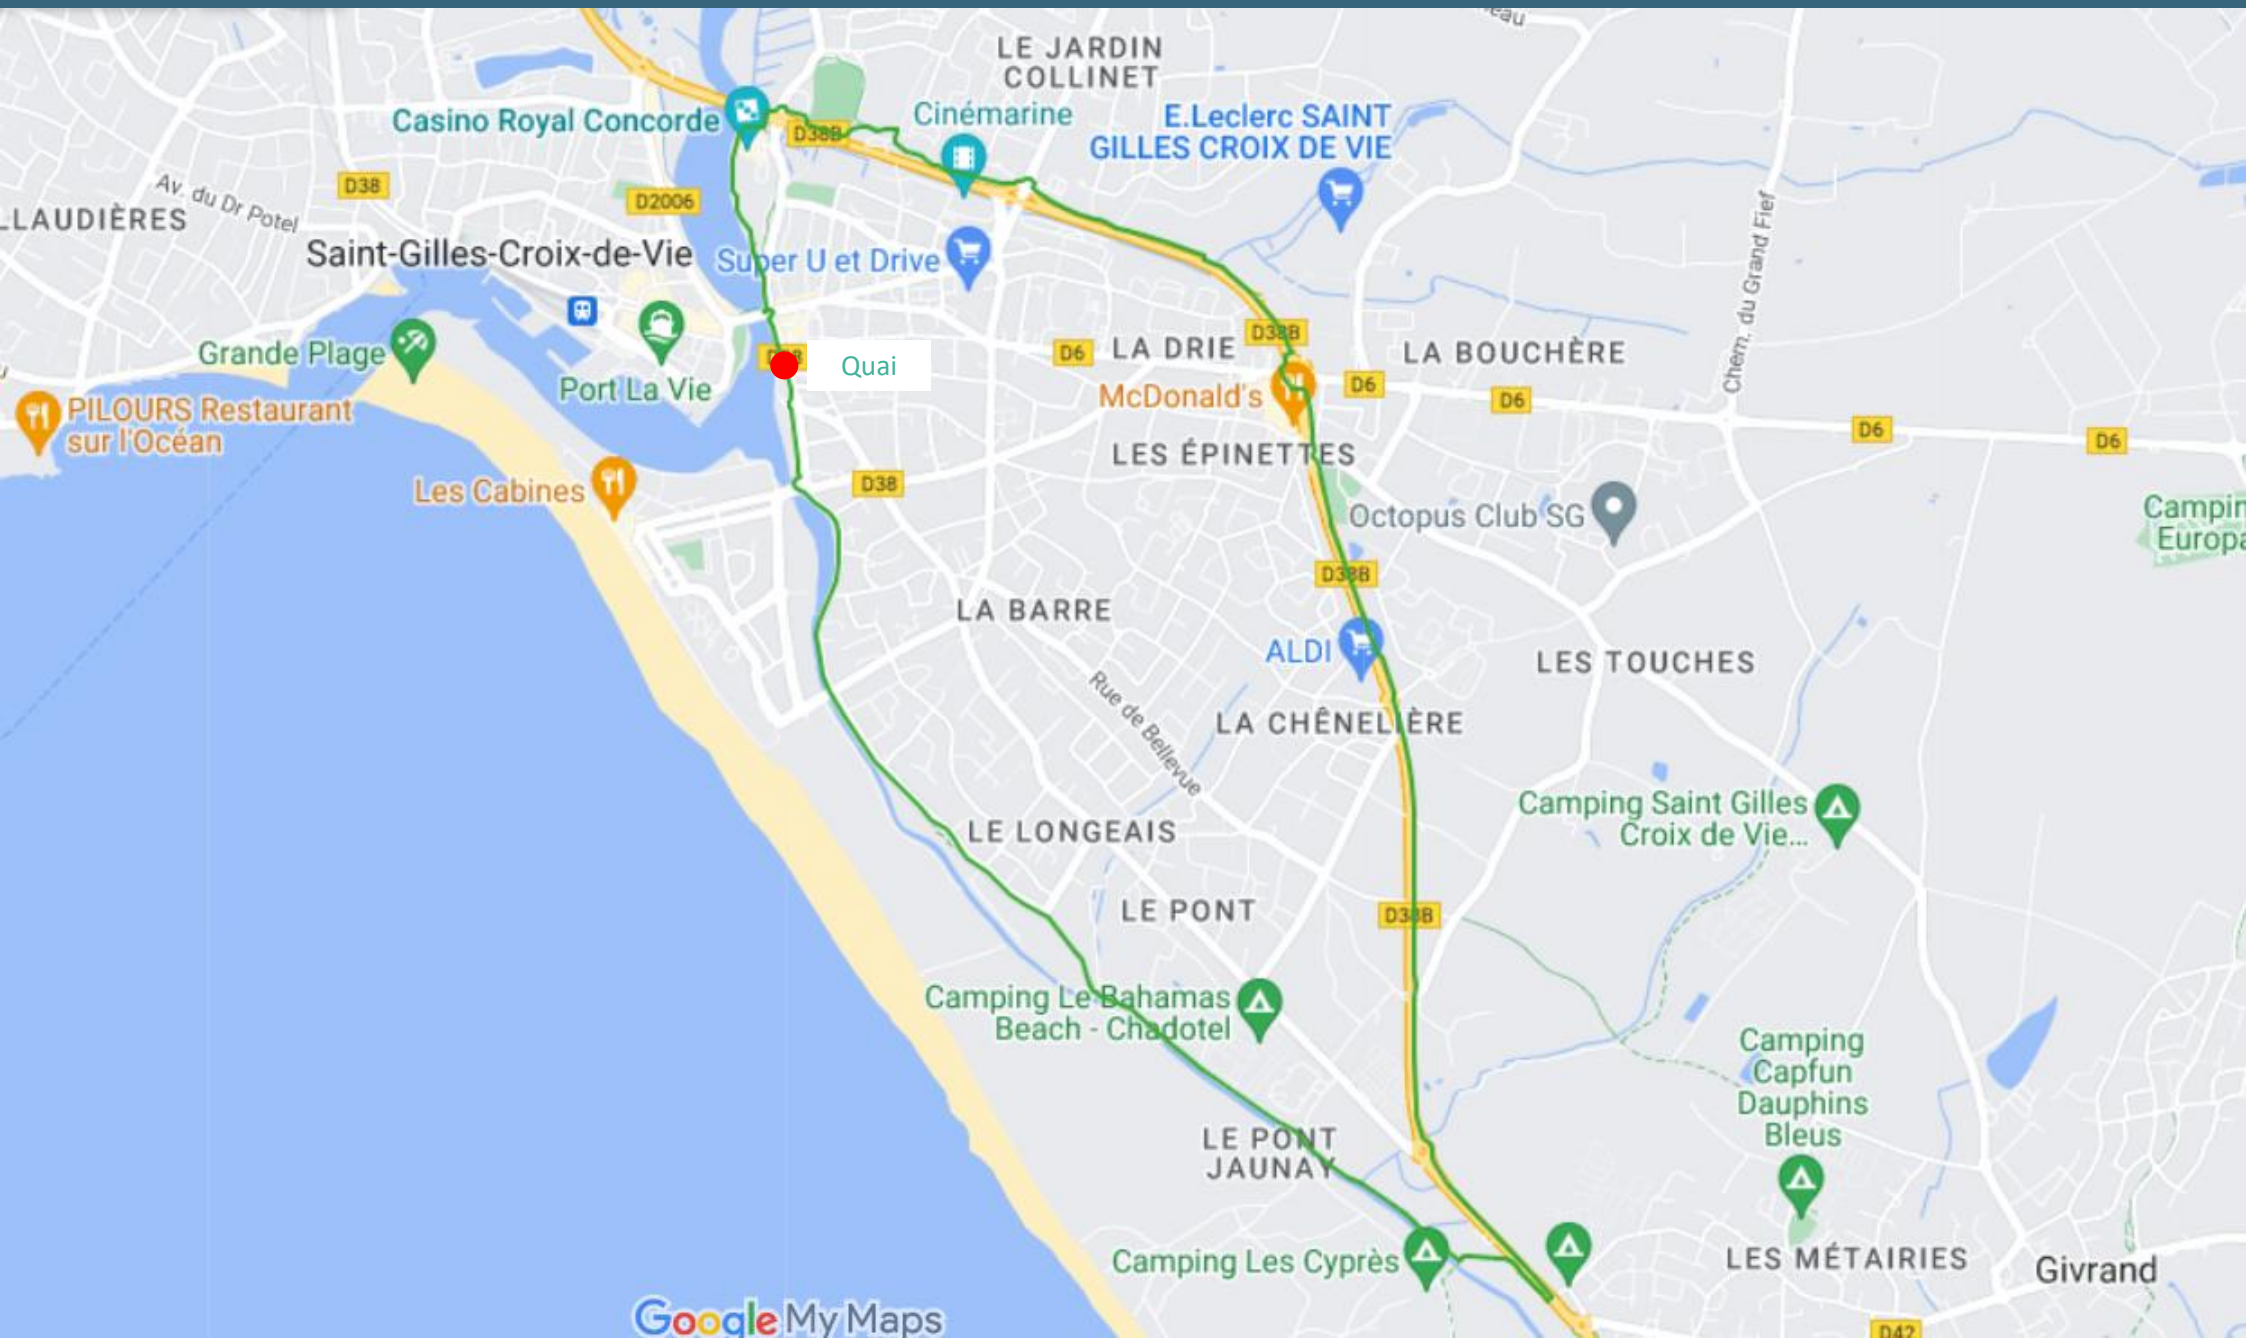 LE JARDIN
COLLINET
Casino Royal Concorde
D38B
Cinémarine
E.Leclerc SAINT
GILLES CROIX DE VIE
Av. du Dr Potel
D38
D2006
Saint-Gilles-Croix-de-Vie
Super U et Drive
Chem. du Grand Fief
Grande Plage
Port La Vie
Quai
D6
LA DRIE
D38B
LA BOUCHÈRE
McDonald's
D6
D6
D6
D6
PILOURS Restaurant
sur l'Océan
LES ÉPINETTES
Les Cabines
D38
Octopus Club SG
D38B
LA BARRE
ALDI
LES TOUCHES
Rue de Bellevue
LA CHÊNELIÈRE
Camping Saint Gilles
Croix de Vie...
LE LONGEAIS
LE PONT
D38B
Camping Le Bahamas
Beach - Chadotel
Camping
Capfun
Dauphins
Bleus
LE PONT
JAUNAY
Camping Les Cyprès
LES MÉTAIRIES
Givrand
Google My Maps
D42